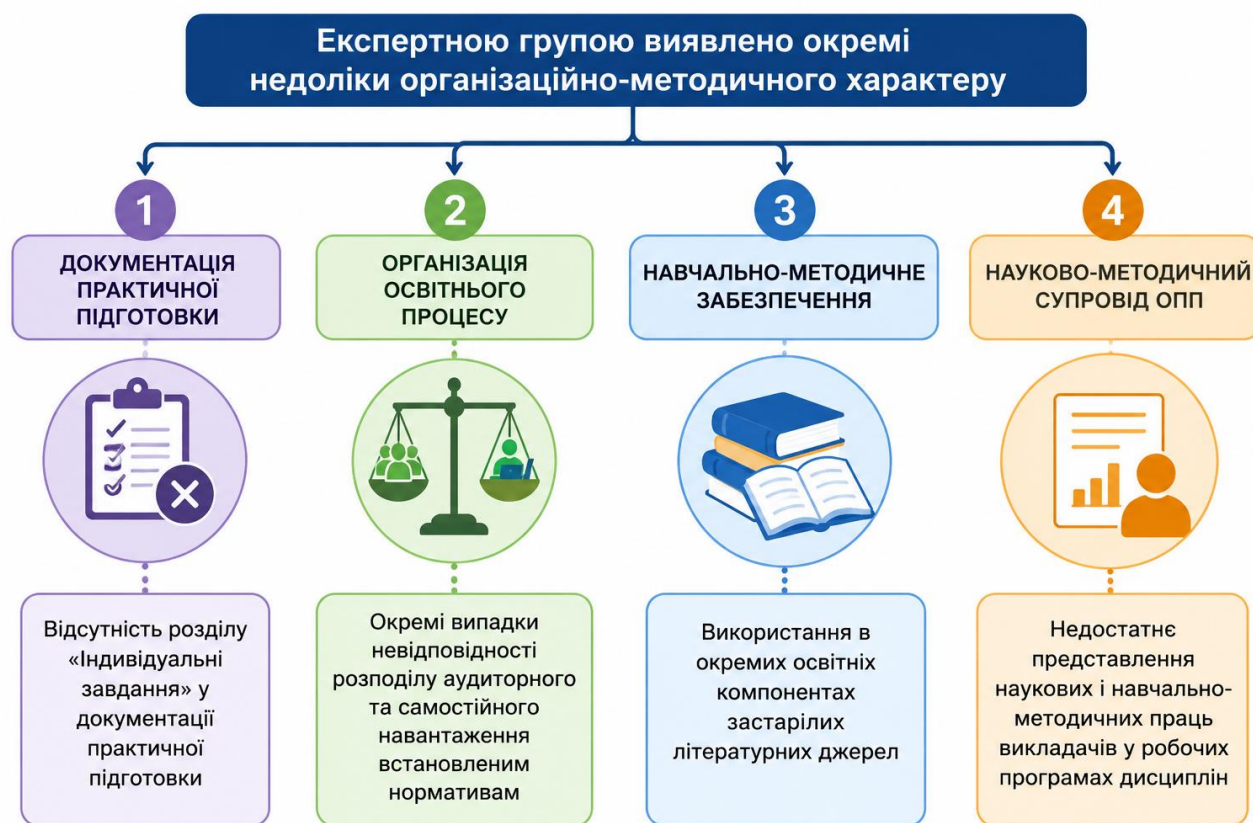 Експертною групою виявлено окремі
недоліки організаційно-методичного характеру
1
2
3
4
ДОКУМЕНТАЦІЯ
ПРАКТИЧНОЇ
ПІДГОТОВКИ
ОРГАНІЗАЦІЯ
ОСВІТНЬОГО
ПРОЦЕСУ
НАВЧАЛЬНО-МЕТОДИЧНЕ
ЗАБЕЗПЕЧЕННЯ
НАУКОВО-МЕТОДИЧНИЙ
СУПРОВІД ОПП
Відсутність розділу
«Індивідуальні
завдання» у
документації
практичної
підготовки
Окремі випадки
невідповідності
розподілу аудиторного
та самостійного
навантаження
встановленим
нормативам
Використання в
окремих освітніх
компонентах
застарілих
літературних джерел
Недостатнє
представлення
наукових і навчально-
методичних праць
викладачів у робочих
програмах дисциплін